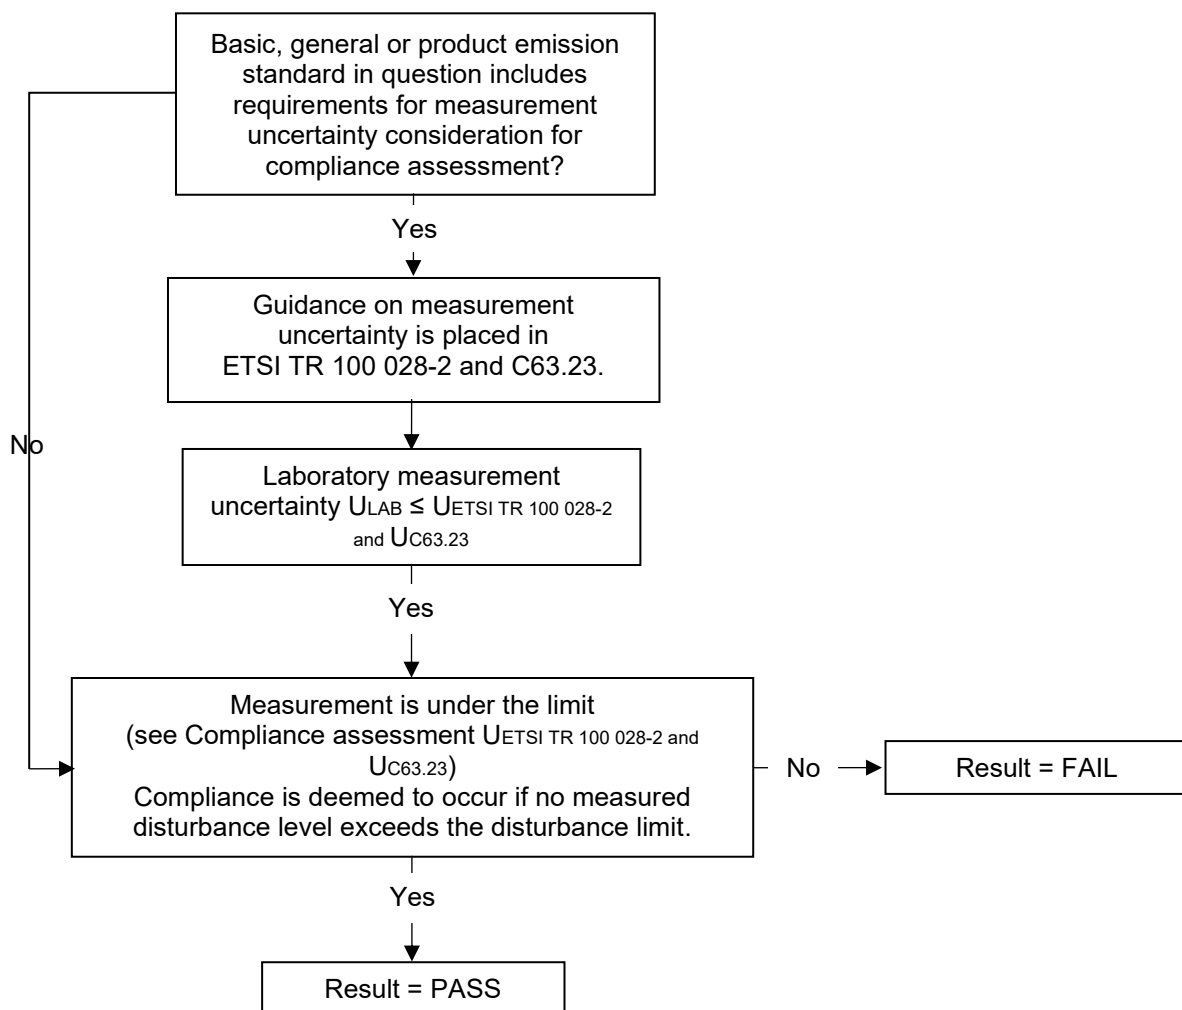 Basic, general or product emission
standard in question includes
requirements for measurement
uncertainty consideration for
compliance assessment?
Yes
Guidance on measurement
uncertainty is placed in
ETSI TR 100 028-2 and C63.23.
No
Laboratory measurement
uncertainty ULAB ≤ UETSI TR 100 028-2
and UC63.23
Yes
Measurement is under the limit
(see Compliance assessment UETSI TR 100 028-2 and
UC63.23)
Compliance is deemed to occur if no measured
disturbance level exceeds the disturbance limit.
No
Result = FAIL
Yes
Result = PASS